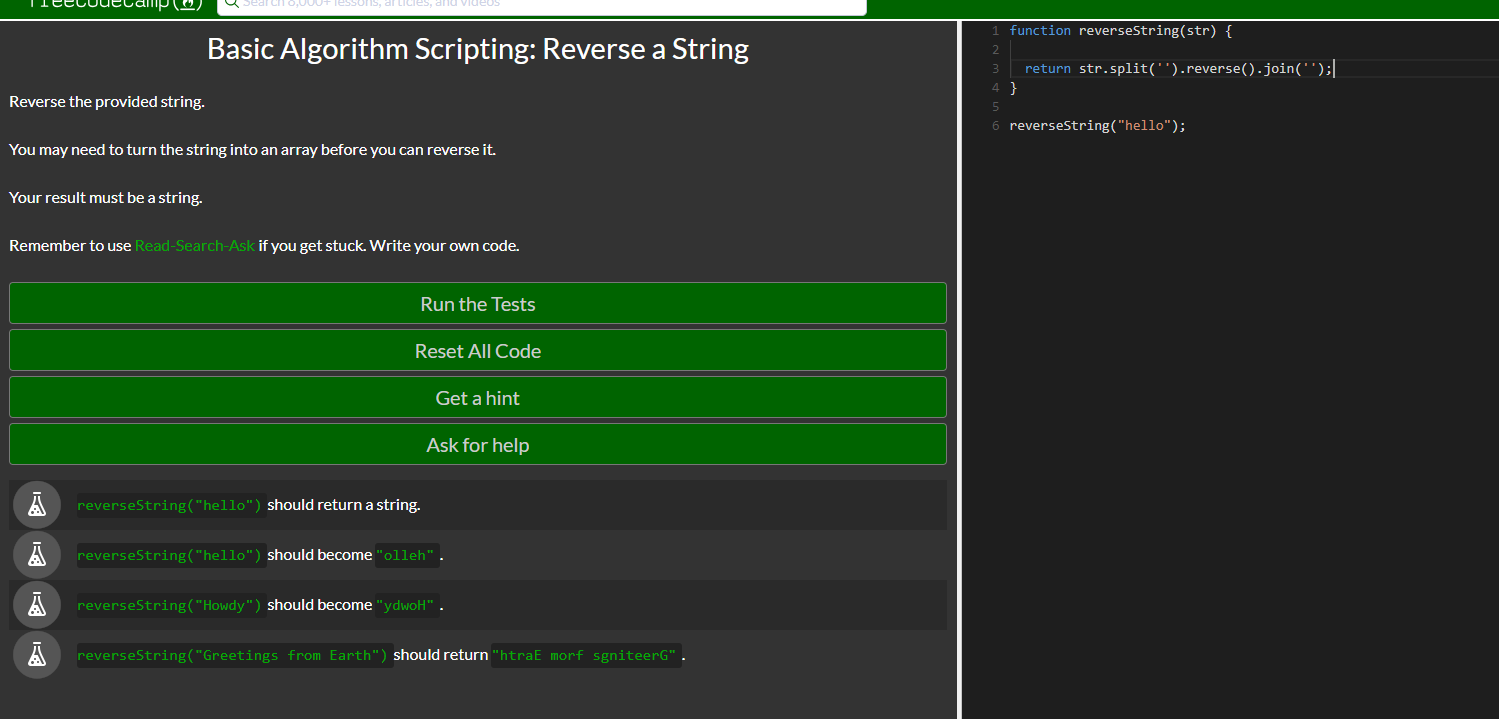 freeCodeCamp
Search 8,000+ lessons, articles, and videos
Basic Algorithm Scripting: Reverse a String
Reverse the provided string.
You may need to turn the string into an array before you can reverse it.
Your result must be a string.
Remember to use Read-Search-Ask if you get stuck. Write your own code.
Run the Tests
Reset All Code
Get a hint
Ask for help
reverseString("hello") should return a string.
reverseString("hello") should become "olleh" .
reverseString("Howdy") should become "ydwoH" .
reverseString("Greetings from Earth") should return "htraE morf sgniteerG" .
1 function reverseString(str) {
2
3 return str.split('').reverse().join('');
4 }
5
6 reverseString("hello");